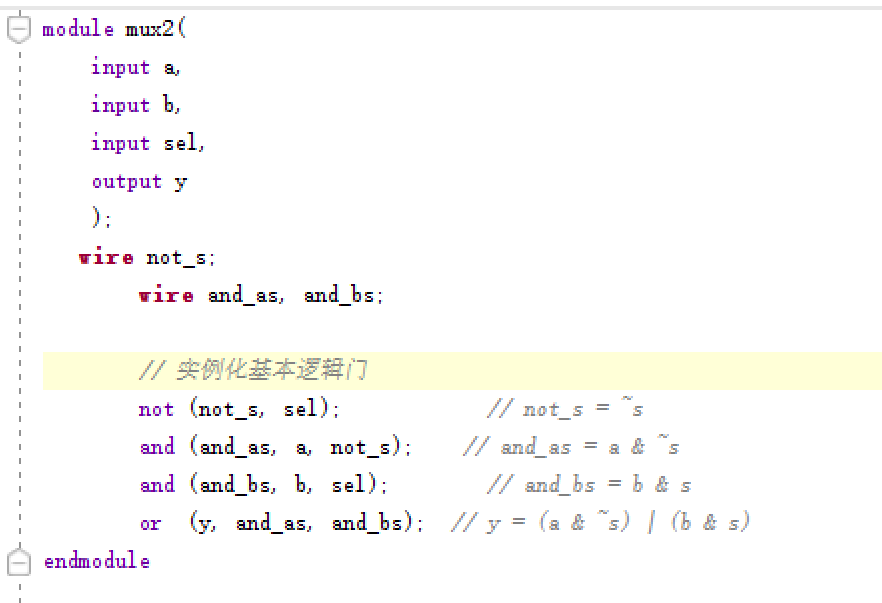 module mux2(
input a,
input b,
input sel,
output y
);
wire not_s;
wire and_as, and_bs;
// 实例化基本逻辑门
not (not_s, sel); // not_s = ~s
and (and_as, a, not_s); // and_as = a & ~s
and (and_bs, b, sel); // and_bs = b & s
or (y, and_as, and_bs); // y = (a & ~s) | (b & s)
endmodule